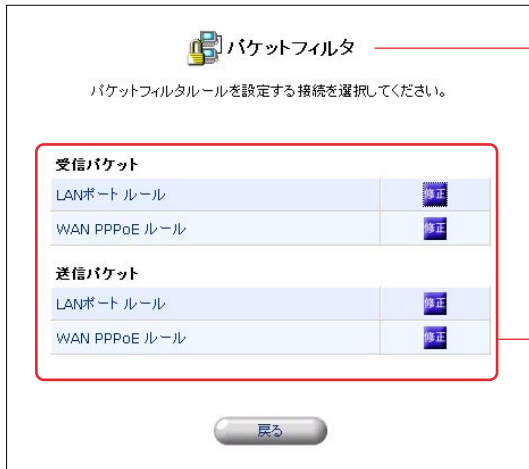 パケットフィルタ
パケットフィルタルールを設定する接続を選択してください。
受信パケット
LANポート ルール 修正
WAN PPPoE ルール 修正
送信パケット
LANポート ルール 修正
WAN PPPoE ルール 修正
戻る